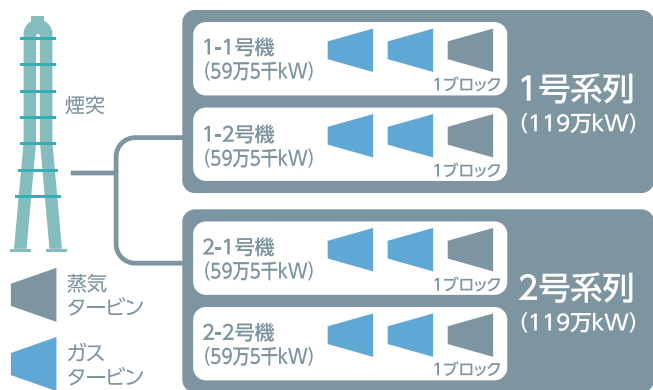 煙突
1-1号機
(59万5千kW)
1ブロック
1-2号機
(59万5千kW)
1ブロック
1号系列
(119万kW)
2-1号機
(59万5千kW)
1ブロック
2-2号機
(59万5千kW)
1ブロック
2号系列
(119万kW)
蒸気
タービン
ガス
タービン